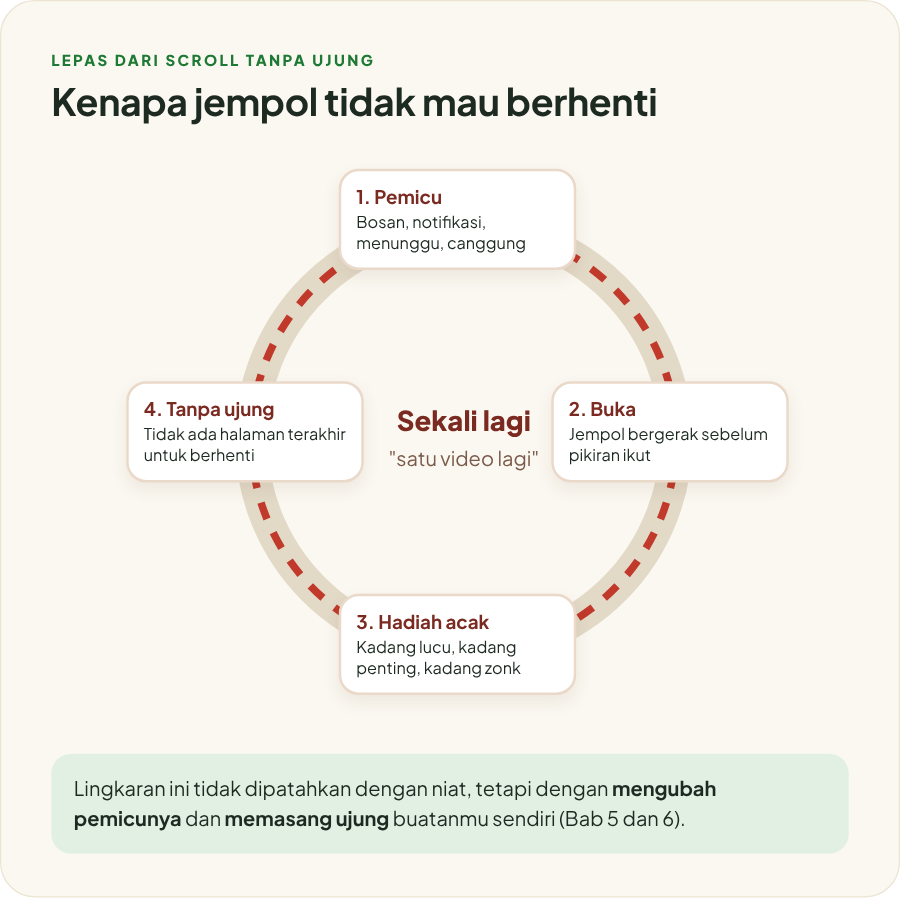 LEPAS DARI SCROLL TANPA UJUNG
Kenapa jempol tidak mau berhenti
1. Pemicu
Bosan, notifikasi,
menunggu, canggung
2. Buka
Jempol bergerak sebelum
pikiran ikut
3. Hadiah acak
Kadang lucu, kadang
penting, kadang zonk
4. Tanpa ujung
Tidak ada halaman terakhir
untuk berhenti
Sekali lagi
"satu video lagi"
Lingkaran ini tidak dipatahkan dengan niat, tetapi dengan mengubah
pemicunya dan memasang ujung buatanmu sendiri (Bab 5 dan 6).